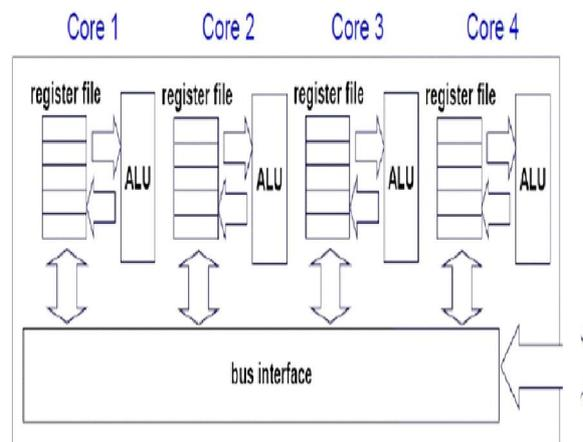 Core 1 Core 2 Core 3 Core 4
register file register file register file register file
ALU ALU ALU ALU
bus interface